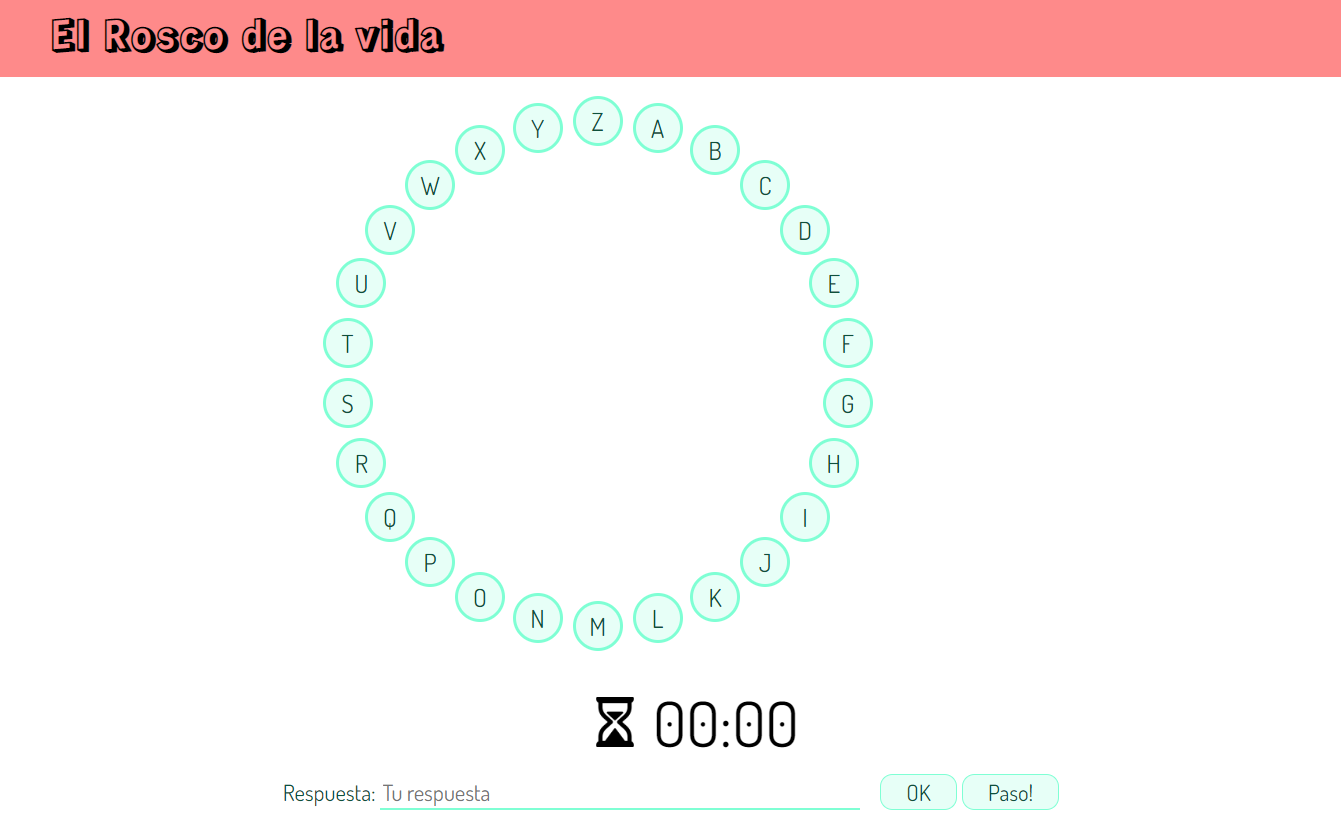 El Rosco de la vida
A
B
C
D
E
F
G
H
I
J
K
L
M
N
O
P
Q
R
S
T
U
V
W
X
Y
Z
00:00
Respuesta: Tu respuesta OK Paso!